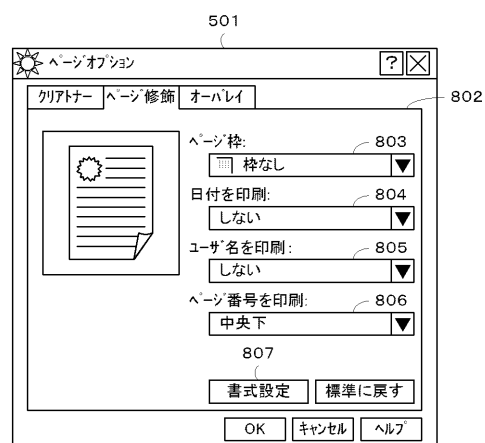 501
ﾍﾟｰｼﾞｵﾌﾟｼｮﾝ ?
ｸﾘｱﾄﾅｰ ﾍﾟｰｼﾞ修飾 ｵｰﾊﾞﾚｲ
802
ﾍﾟｰｼﾞ枠: 803
枠なし
日付を印刷: 804
しない
ﾕｰｻﾞ名を印刷: 805
しない
ﾍﾟｰｼﾞ番号を印刷: 806
中央下
807
書式設定 標準に戻す
OK ｷｬﾝｾﾙ ﾍﾙﾌﾟ